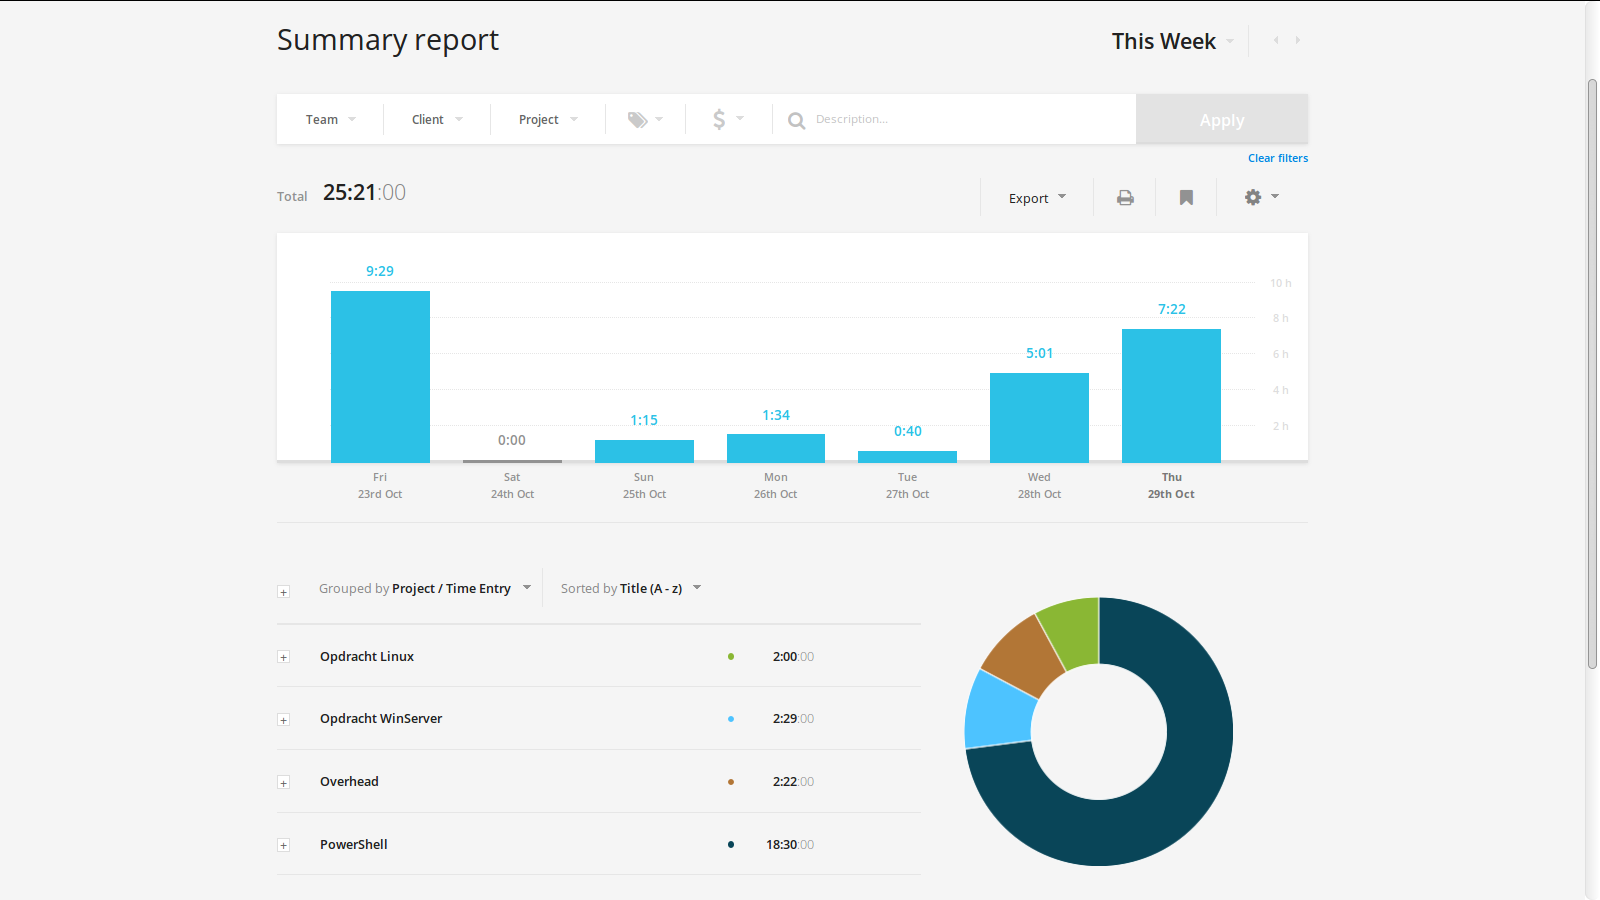 Summary report
This Week
Team
Client
Project
$
Description...
Apply
Clear filters
Total 25:21:00
Export
9:29
0:00
1:15
1:34
0:40
5:01
7:22
10 h
8 h
6 h
4 h
2 h
Fri
23rd Oct
Sat
24th Oct
Sun
25th Oct
Mon
26th Oct
Tue
27th Oct
Wed
28th Oct
Thu
29th Oct
+ Grouped by Project / Time Entry
Sorted by Title (A - z)
+ Opdracht Linux 2:00:00
+ Opdracht WinServer 2:29:00
+ Overhead 2:22:00
+ PowerShell 18:30:00